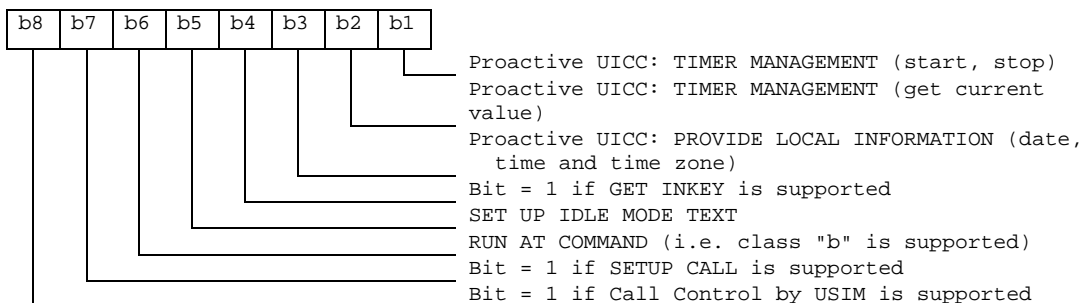 b8 b7 b6 b5 b4 b3 b2 b1
Proactive UICC: TIMER MANAGEMENT (start, stop)
Proactive UICC: TIMER MANAGEMENT (get current
value)
Proactive UICC: PROVIDE LOCAL INFORMATION (date,
time and time zone)
Bit = 1 if GET INKEY is supported
SET UP IDLE MODE TEXT
RUN AT COMMAND (i.e. class "b" is supported)
Bit = 1 if SETUP CALL is supported
Bit = 1 if Call Control by USIM is supported